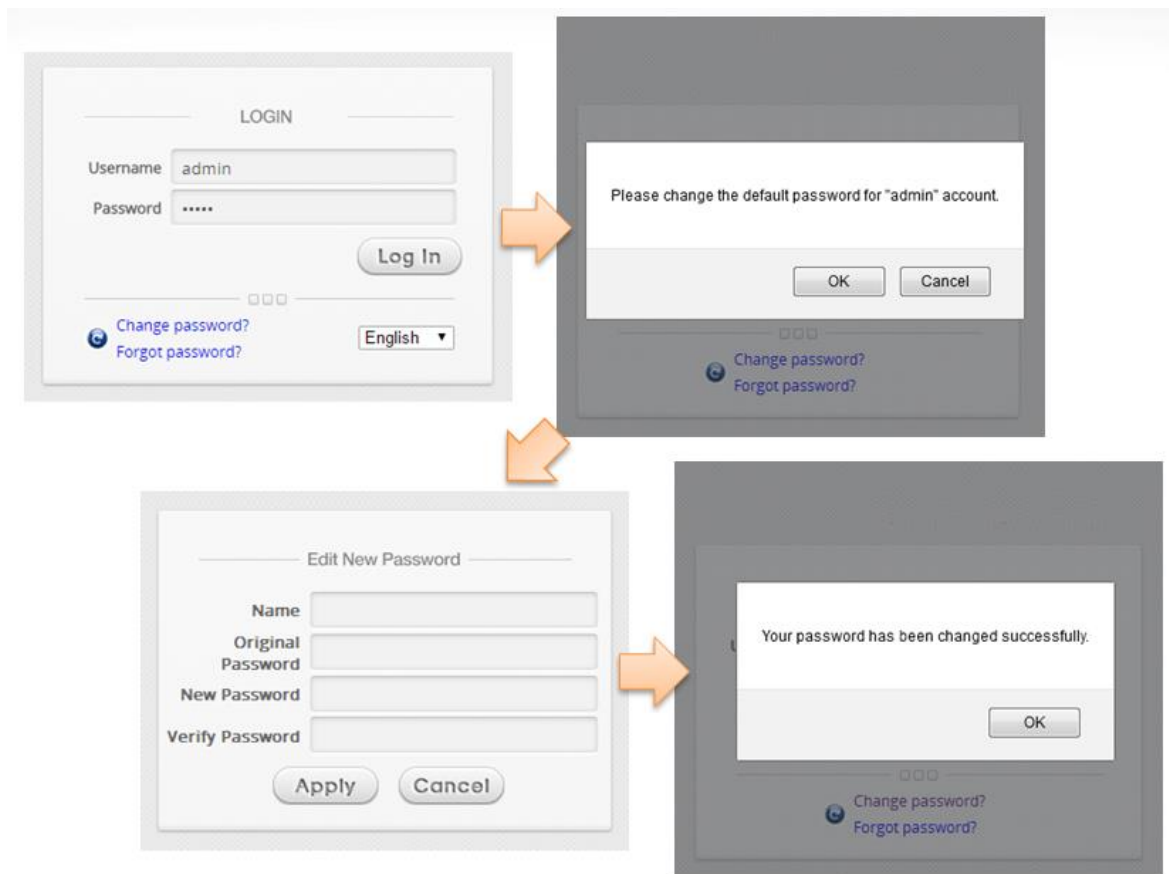 LOGIN
Username admin
Password •••••
Log In
Change password?
Forgot password?
English
Please change the default password for "admin" account.
OK Cancel
Change password?
Forgot password?
Edit New Password
Name
Original
Password
New Password
Verify Password
Apply Cancel
Your password has been changed successfully.
OK
Change password?
Forgot password?